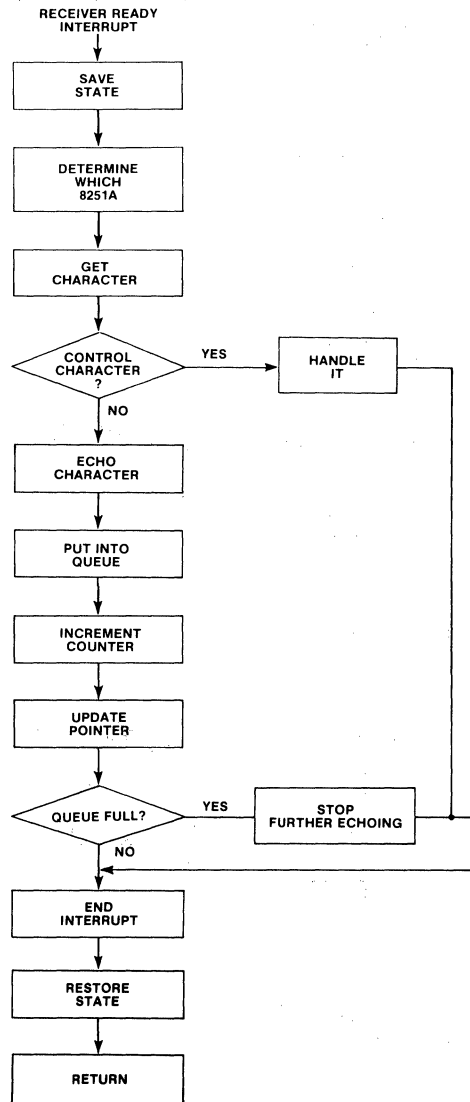 RECEIVER READY
INTERRUPT
SAVE
STATE
DETERMINE
WHICH
8251A
GET
CHARACTER
CONTROL
CHARACTER
?
YES
HANDLE
IT
NO
ECHO
CHARACTER
PUT INTO
QUEUE
INCREMENT
COUNTER
UPDATE
POINTER
QUEUE FULL?
YES
STOP
FURTHER ECHOING
NO
END
INTERRUPT
RESTORE
STATE
RETURN